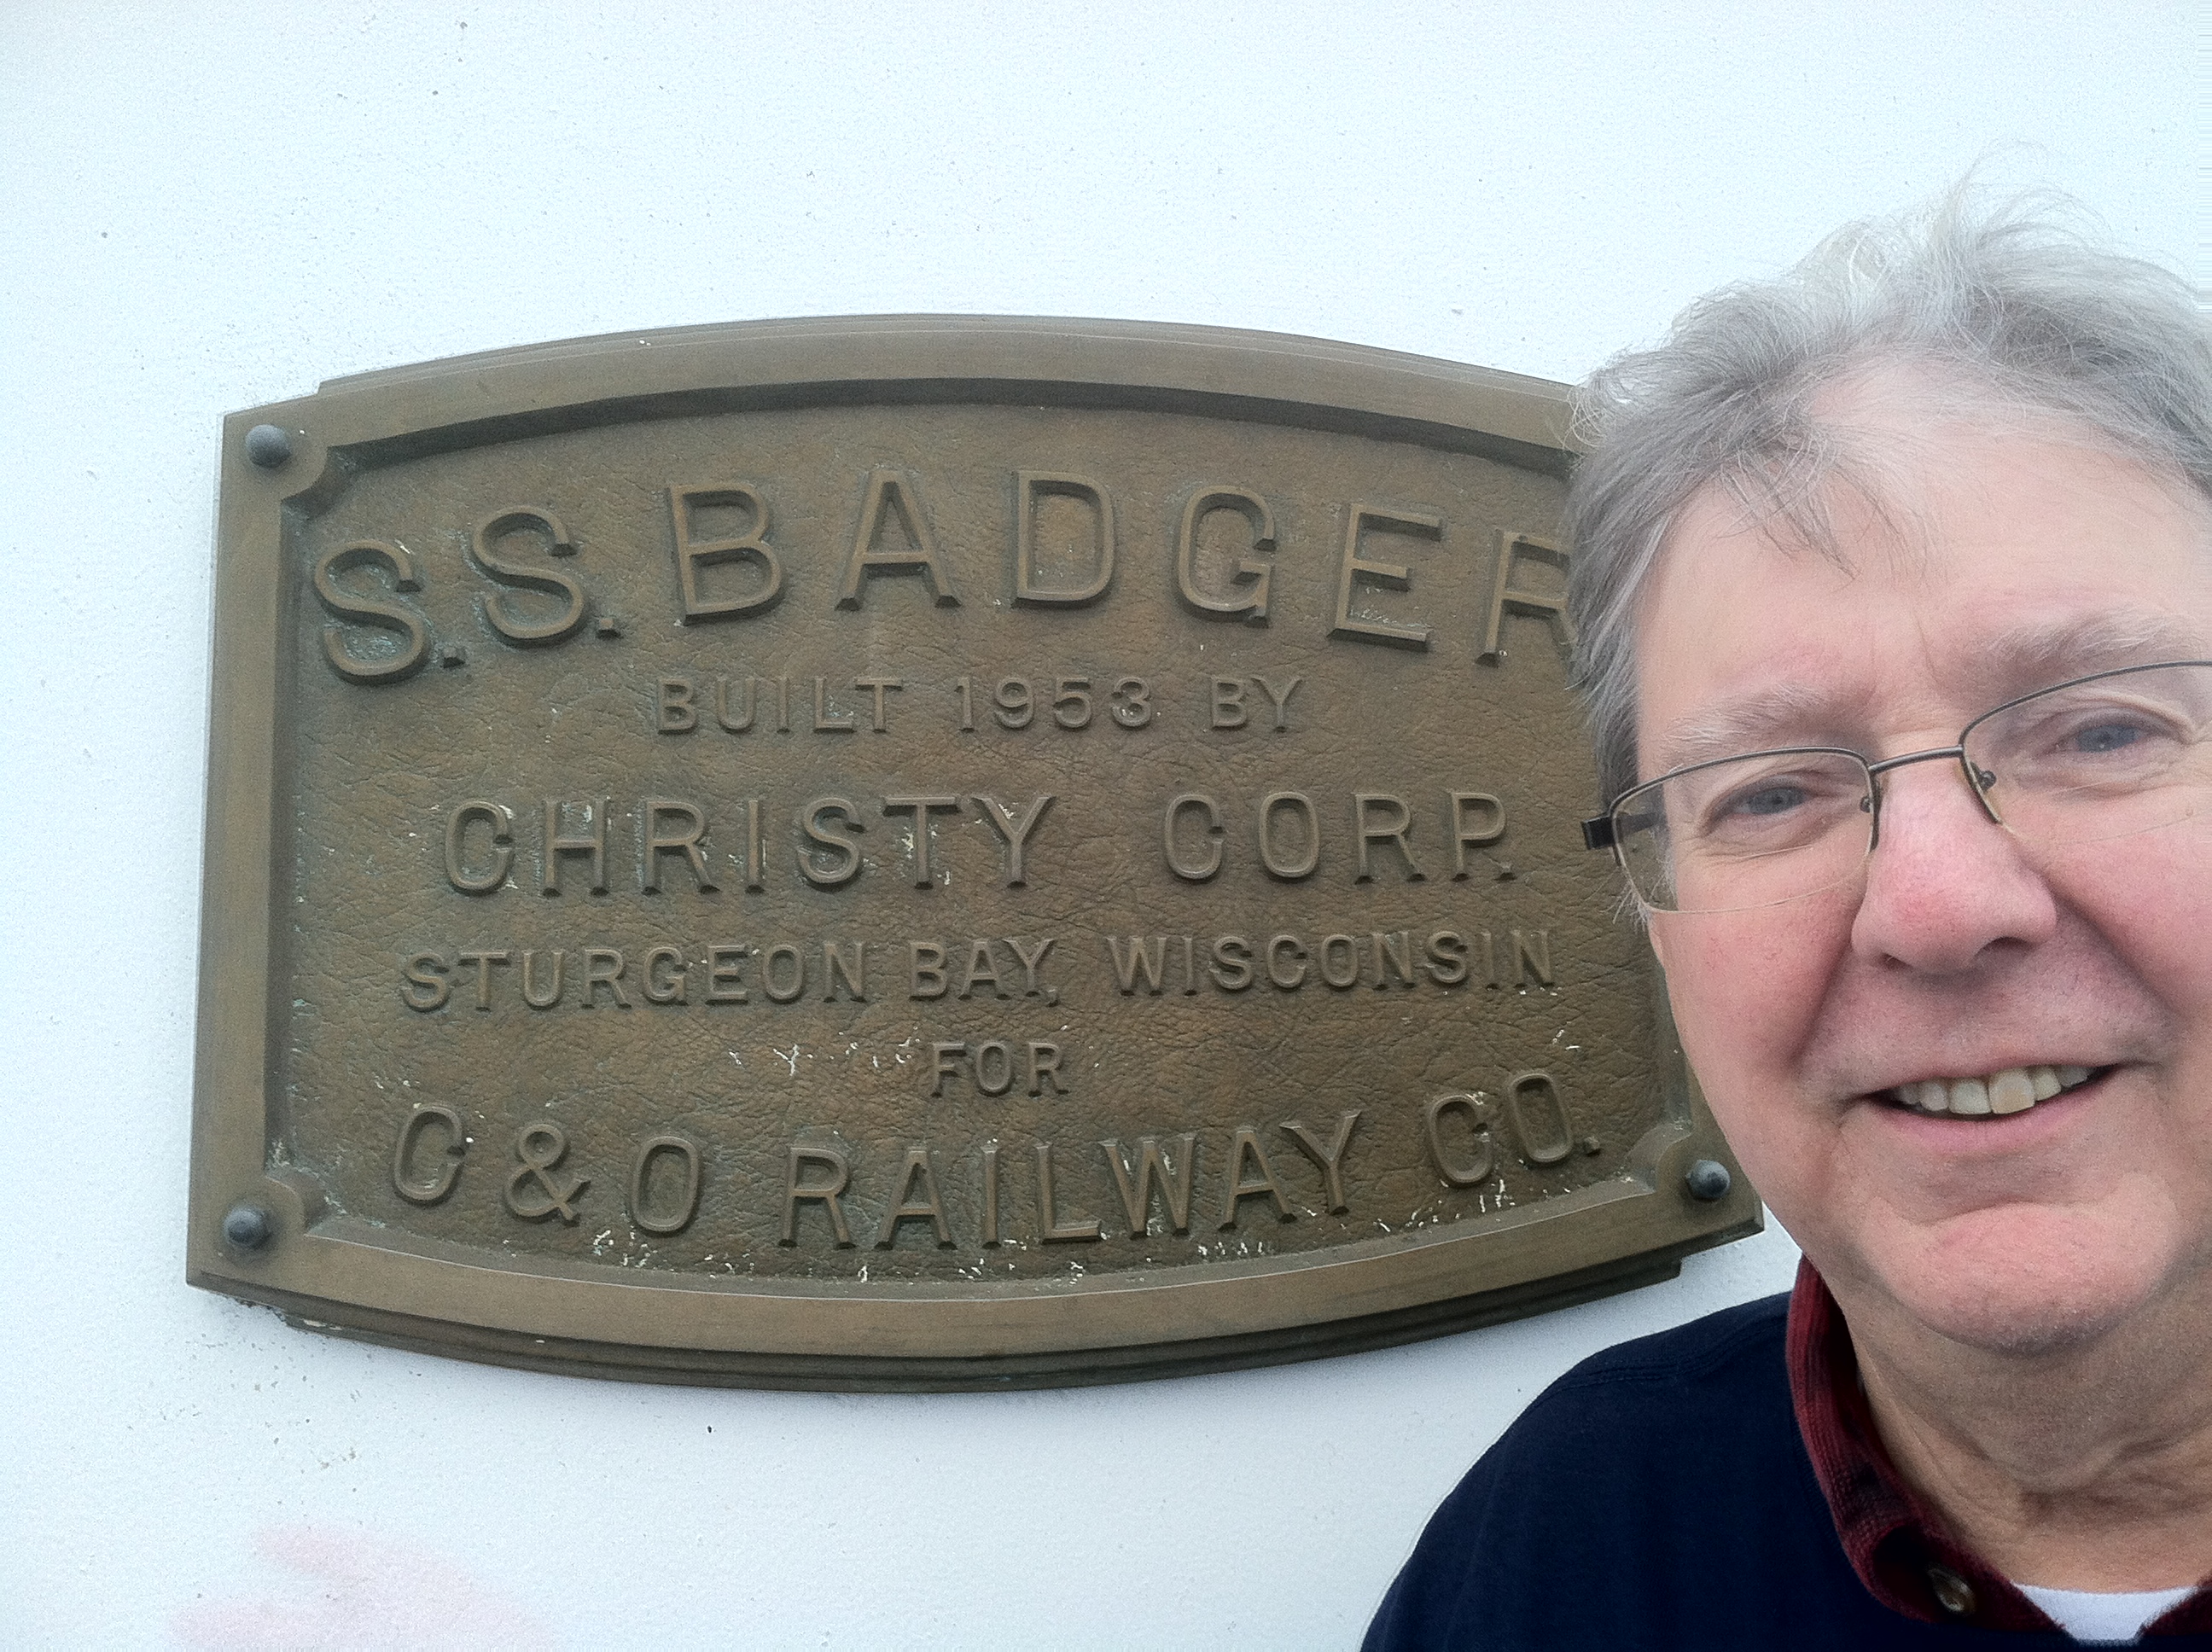 S.S. BADGER
BUILT 1953 BY
CHRISTY CORP.
STURGEON BAY, WISCONSIN
FOR
C & O RAILWAY CO.